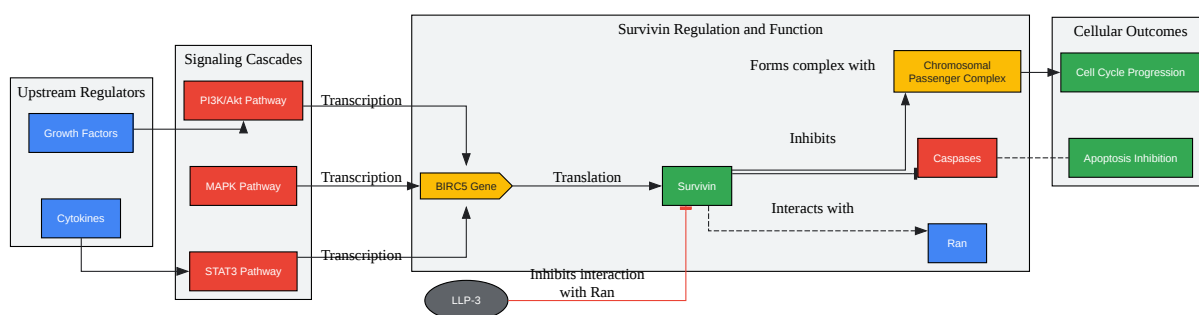 Upstream Regulators
Growth Factors
Cytokines
Signaling Cascades
PI3K/Akt Pathway
MAPK Pathway
STAT3 Pathway
Transcription
Transcription
Transcription
Survivin Regulation and Function
BIRC5 Gene
Translation
Survivin
Forms complex with
Chromosomal
Passenger Complex
Inhibits
Caspases
Interacts with
Ran
Inhibits interaction
with Ran
LLP-3
Cellular Outcomes
Cell Cycle Progression
Apoptosis Inhibition